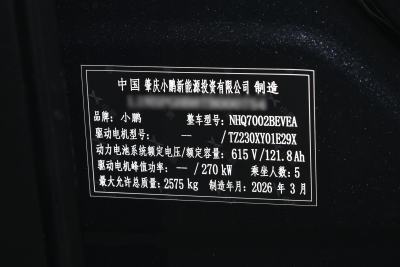 中国 肇庆小鹏新能源投资有限公司 制造
品牌: 小鹏 整车型号: NHQ7002BEVEA
驱动电机型号: —/TZ230XY01E29X
动力电池系统额定电压/额定容量: 615 V/121.8Ah
驱动电机峰值功率: —/270 kW 乘坐人数: 5
最大允许总质量: 2575 kg 制造年月: 2026 年 3月